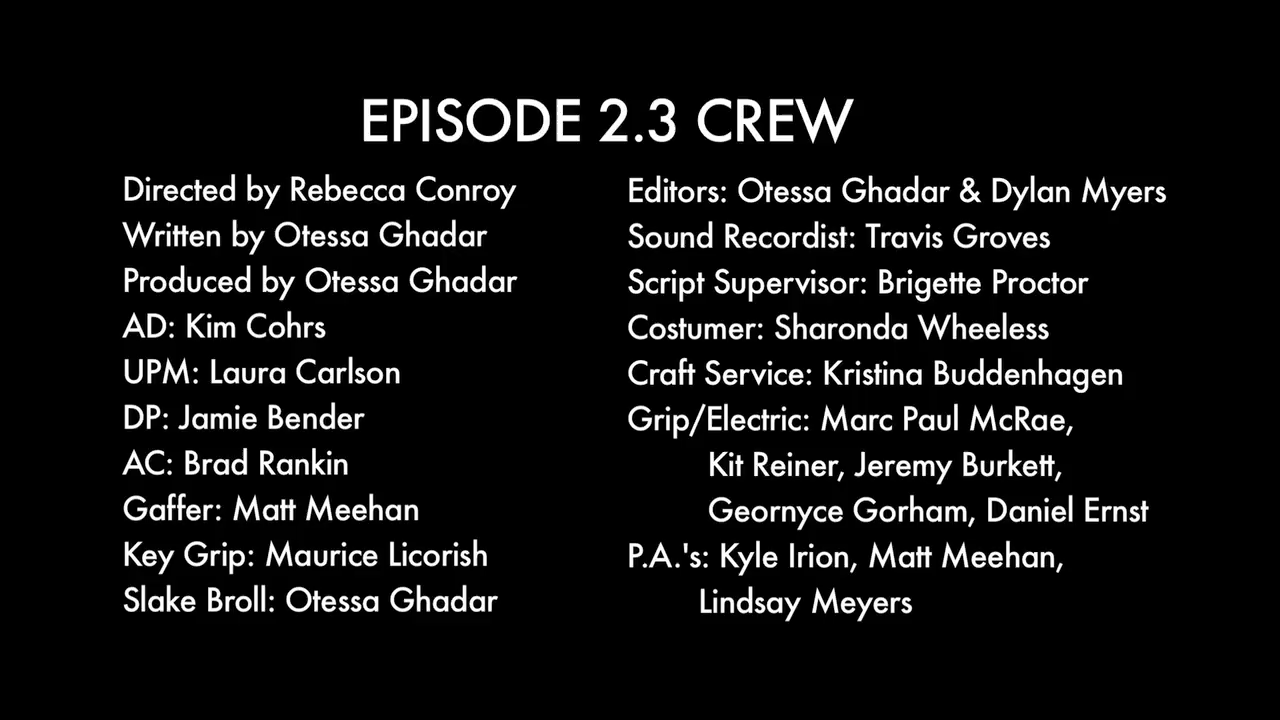 EPISODE 2.3 CREW
Directed by Rebecca Conroy
Written by Otessa Ghadar
Produced by Otessa Ghadar
AD: Kim Cohrs
UPM: Laura Carlson
DP: Jamie Bender
AC: Brad Rankin
Gaffer: Matt Meehan
Key Grip: Maurice Licorish
Slake Broll: Otessa Ghadar
Editors: Otessa Ghadar & Dylan Myers
Sound Recordist: Travis Groves
Script Supervisor: Brigette Proctor
Costumer: Sharonda Wheeless
Craft Service: Kristina Buddenhagen
Grip/Electric: Marc Paul McRae,
Kit Reiner, Jeremy Burkett,
Geornyce Gorham, Daniel Ernst
P.A.'s: Kyle Irion, Matt Meehan,
Lindsay Meyers